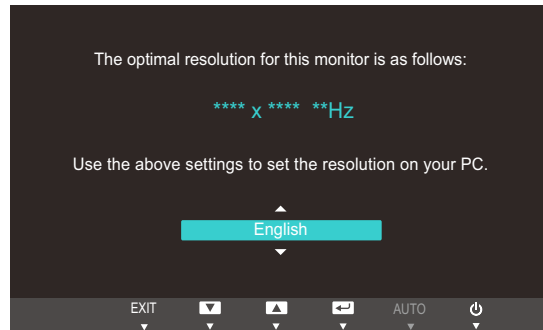 The optimal resolution for this monitor is as follows:
**** x **** **Hz
Use the above settings to set the resolution on your PC.
English
EXIT AUTO